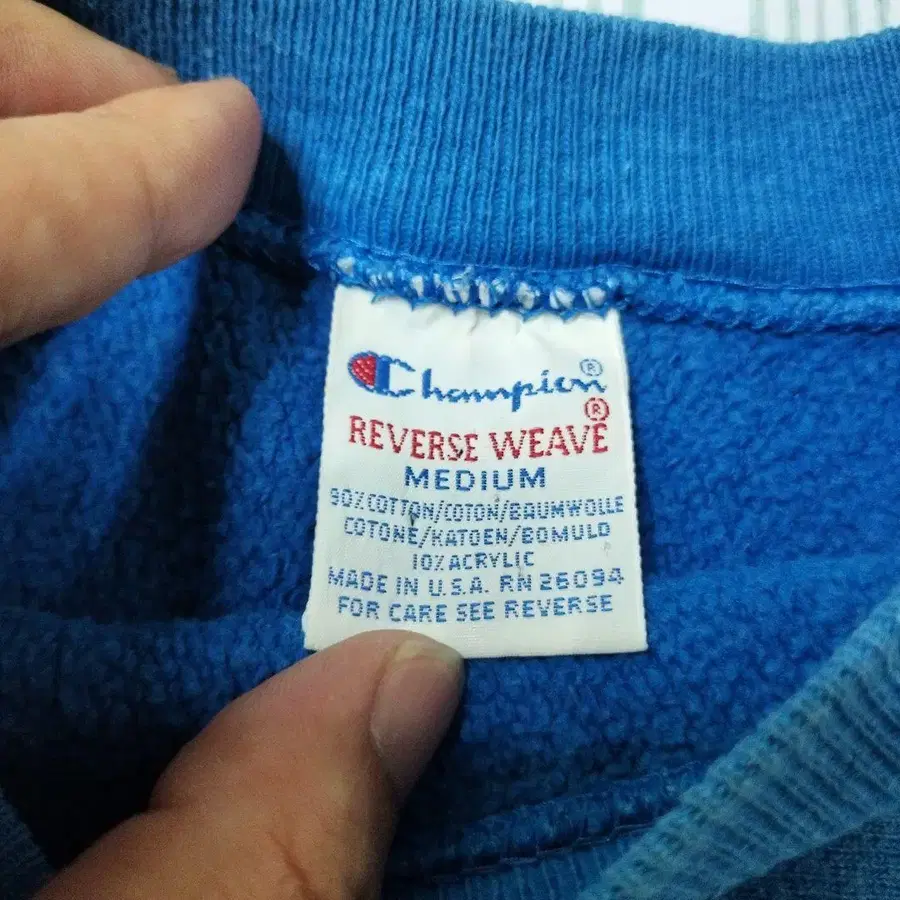 Champion®
REVERSE WEAVE®
MEDIUM
90% COTTON/COTON/BAUMWOLLE
COTONE/KATOEN/BOMULD
10% ACRYLIC
MADE IN U.S.A. RN 26094
FOR CARE SEE REVERSE